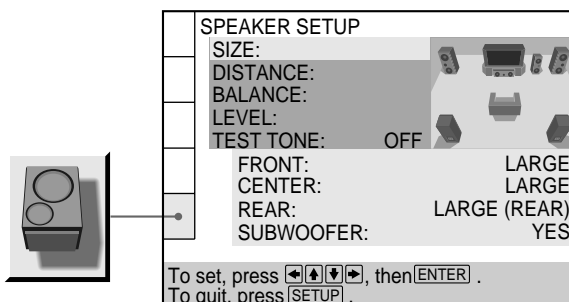 SPEAKER SETUP
SIZE:
DISTANCE:
BALANCE:
LEVEL:
TEST TONE: OFF
FRONT: LARGE
CENTER: LARGE
REAR: LARGE (REAR)
SUBWOOFER: YES
To set, press , then ENTER .
To quit, press SETUP .